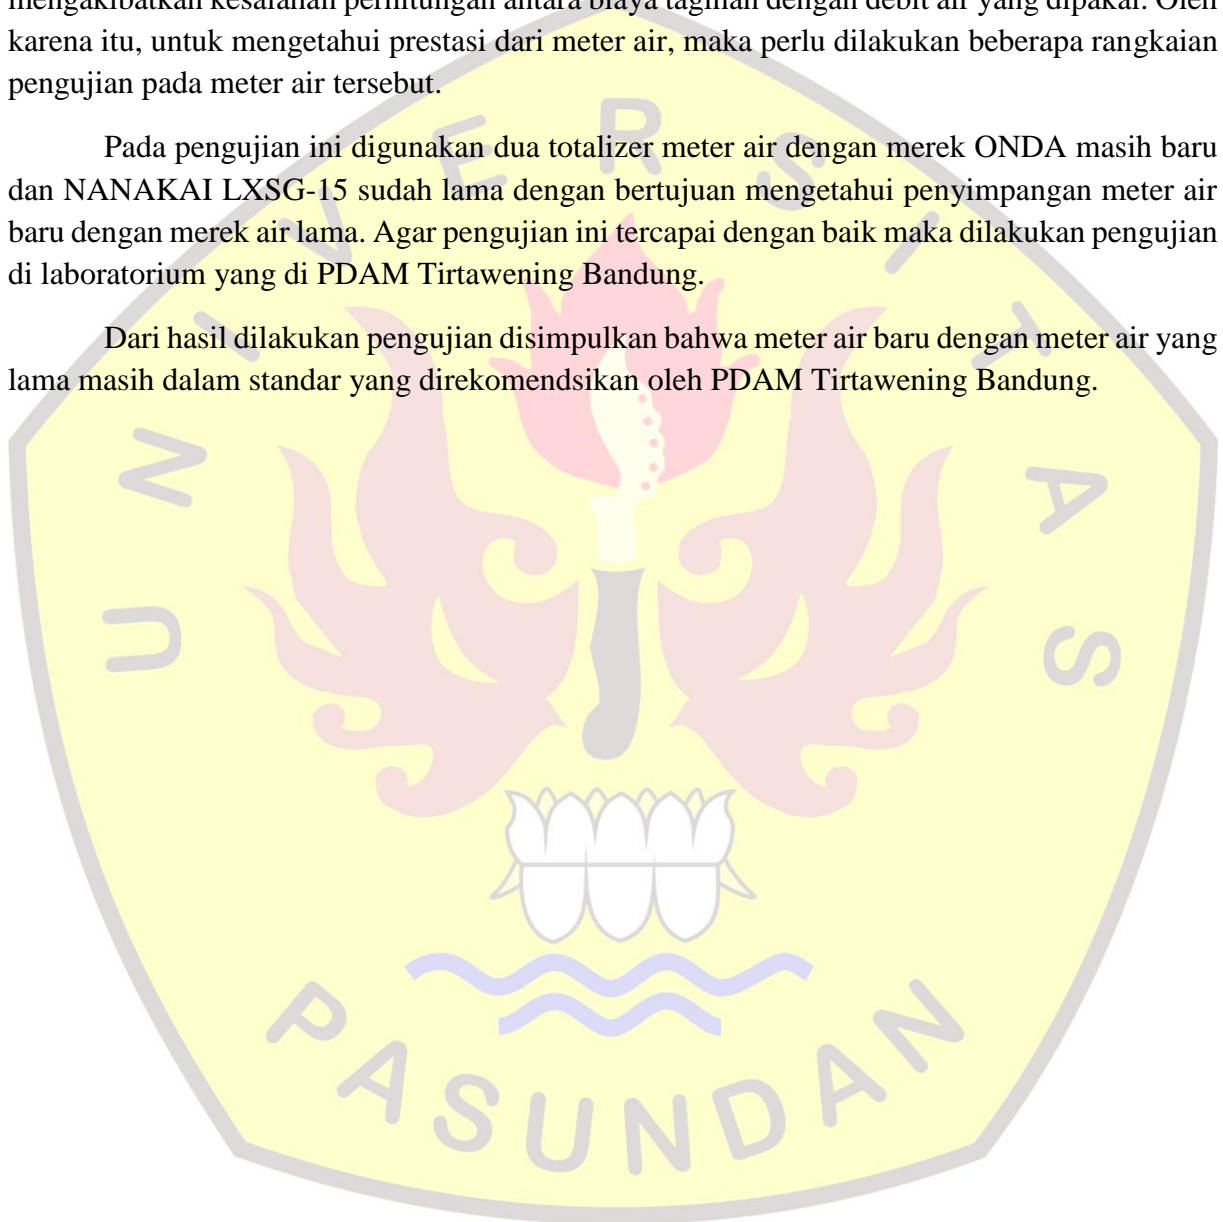 mengakibatkan kesalahan perhitungan antara biaya tagihan dengan debit air yang dipakai. Oleh
karena itu, untuk mengetahui prestasi dari meter air, maka perlu dilakukan beberapa rangkaian
pengujian pada meter air tersebut.
Pada pengujian ini digunakan dua totalizer meter air dengan merek ONDA masih baru
dan NANAKAI LXSG-15 sudah lama dengan bertujuan mengetahui penyimpangan meter air
baru dengan merek air lama. Agar pengujian ini tercapai dengan baik maka dilakukan pengujian
di laboratorium yang di PDAM Tirtawening Bandung.
Dari hasil dilakukan pengujian disimpulkan bahwa meter air baru dengan meter air yang
lama masih dalam standar yang direkomendsikan oleh PDAM Tirtawening Bandung.
UNIVERSITAS
PASUNDAN